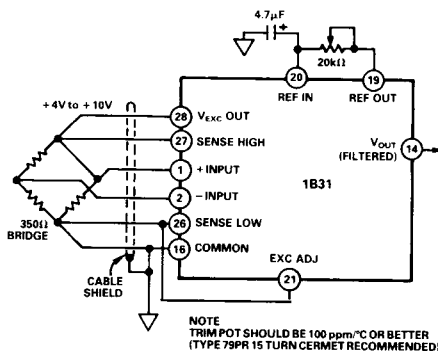 4.7µF
20kΩ
20
19
REF IN
REF OUT
+4V to +10V
28
VEXC OUT
27
SENSE HIGH
VOUT
(FILTERED)
14
1
+INPUT
1B31
2
−INPUT
350Ω
BRIDGE
26
SENSE LOW
16
COMMON
EXC ADJ
21
CABLE
SHIELD
NOTE
TRIM POT SHOULD BE 100 ppm/°C OR BETTER
(TYPE 79PR 15 TURN CERMET RECOMMENDED)